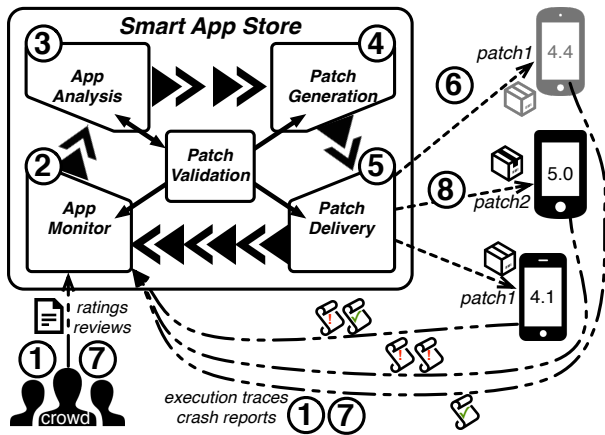 Smart App Store
3
App
Analysis
4
Patch
Generation
patch1
4.4
6
2
Patch
Validation
5
5.0
8
patch2
App
Monitor
Patch
Delivery
patch1
4.1
ratings
reviews
! ✓
1 7
! !
crowd
execution traces
crash reports 1 7
✓